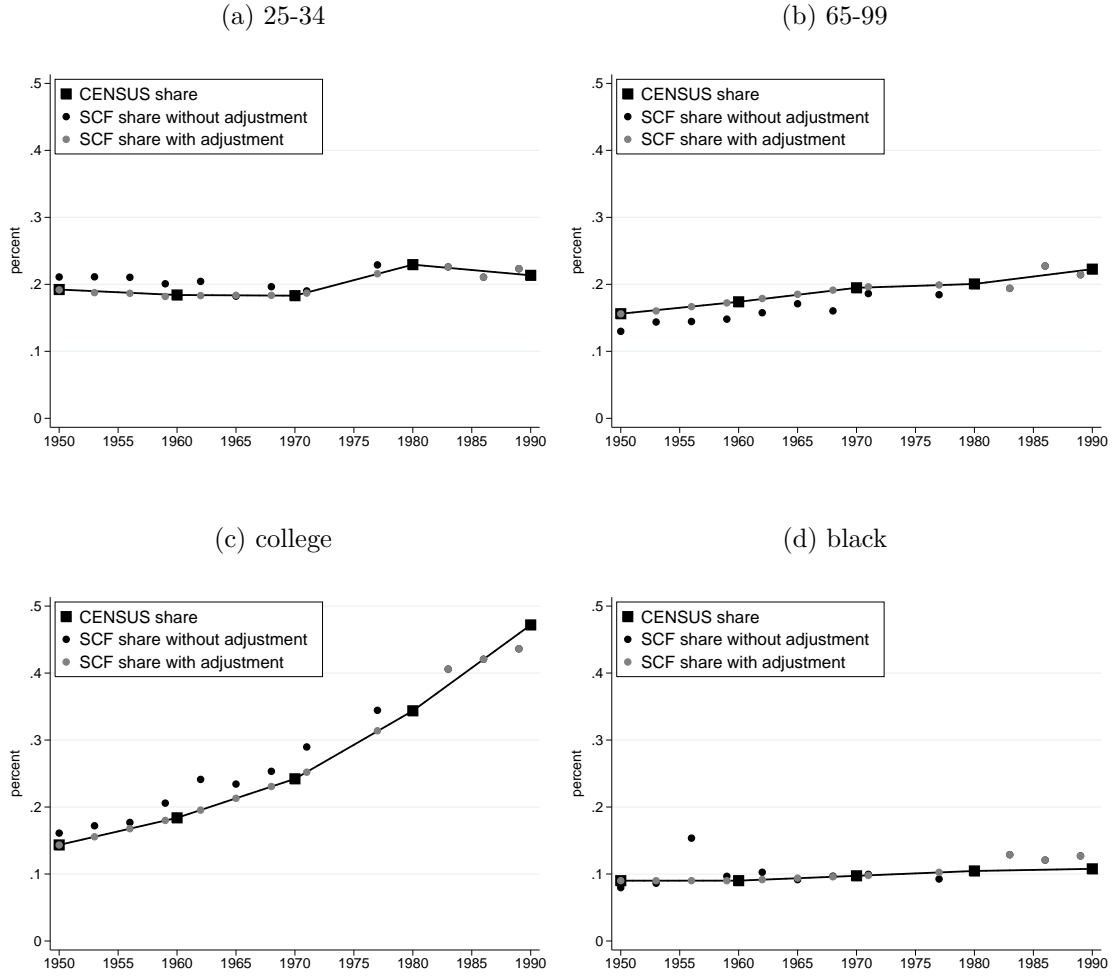 (a) 25-34
.5
.4
.3
.2
.1
0
percent
CENSUS share
SCF share without adjustment
SCF share with adjustment
1950 1955 1960 1965 1970 1975 1980 1985 1990
(b) 65-99
.5
.4
.3
.2
.1
0
percent
CENSUS share
SCF share without adjustment
SCF share with adjustment
1950 1955 1960 1965 1970 1975 1980 1985 1990
(c) college
.5
.4
.3
.2
.1
0
percent
CENSUS share
SCF share without adjustment
SCF share with adjustment
1950 1955 1960 1965 1970 1975 1980 1985 1990
(d) black
.5
.4
.3
.2
.1
0
percent
CENSUS share
SCF share without adjustment
SCF share with adjustment
1950 1955 1960 1965 1970 1975 1980 1985 1990